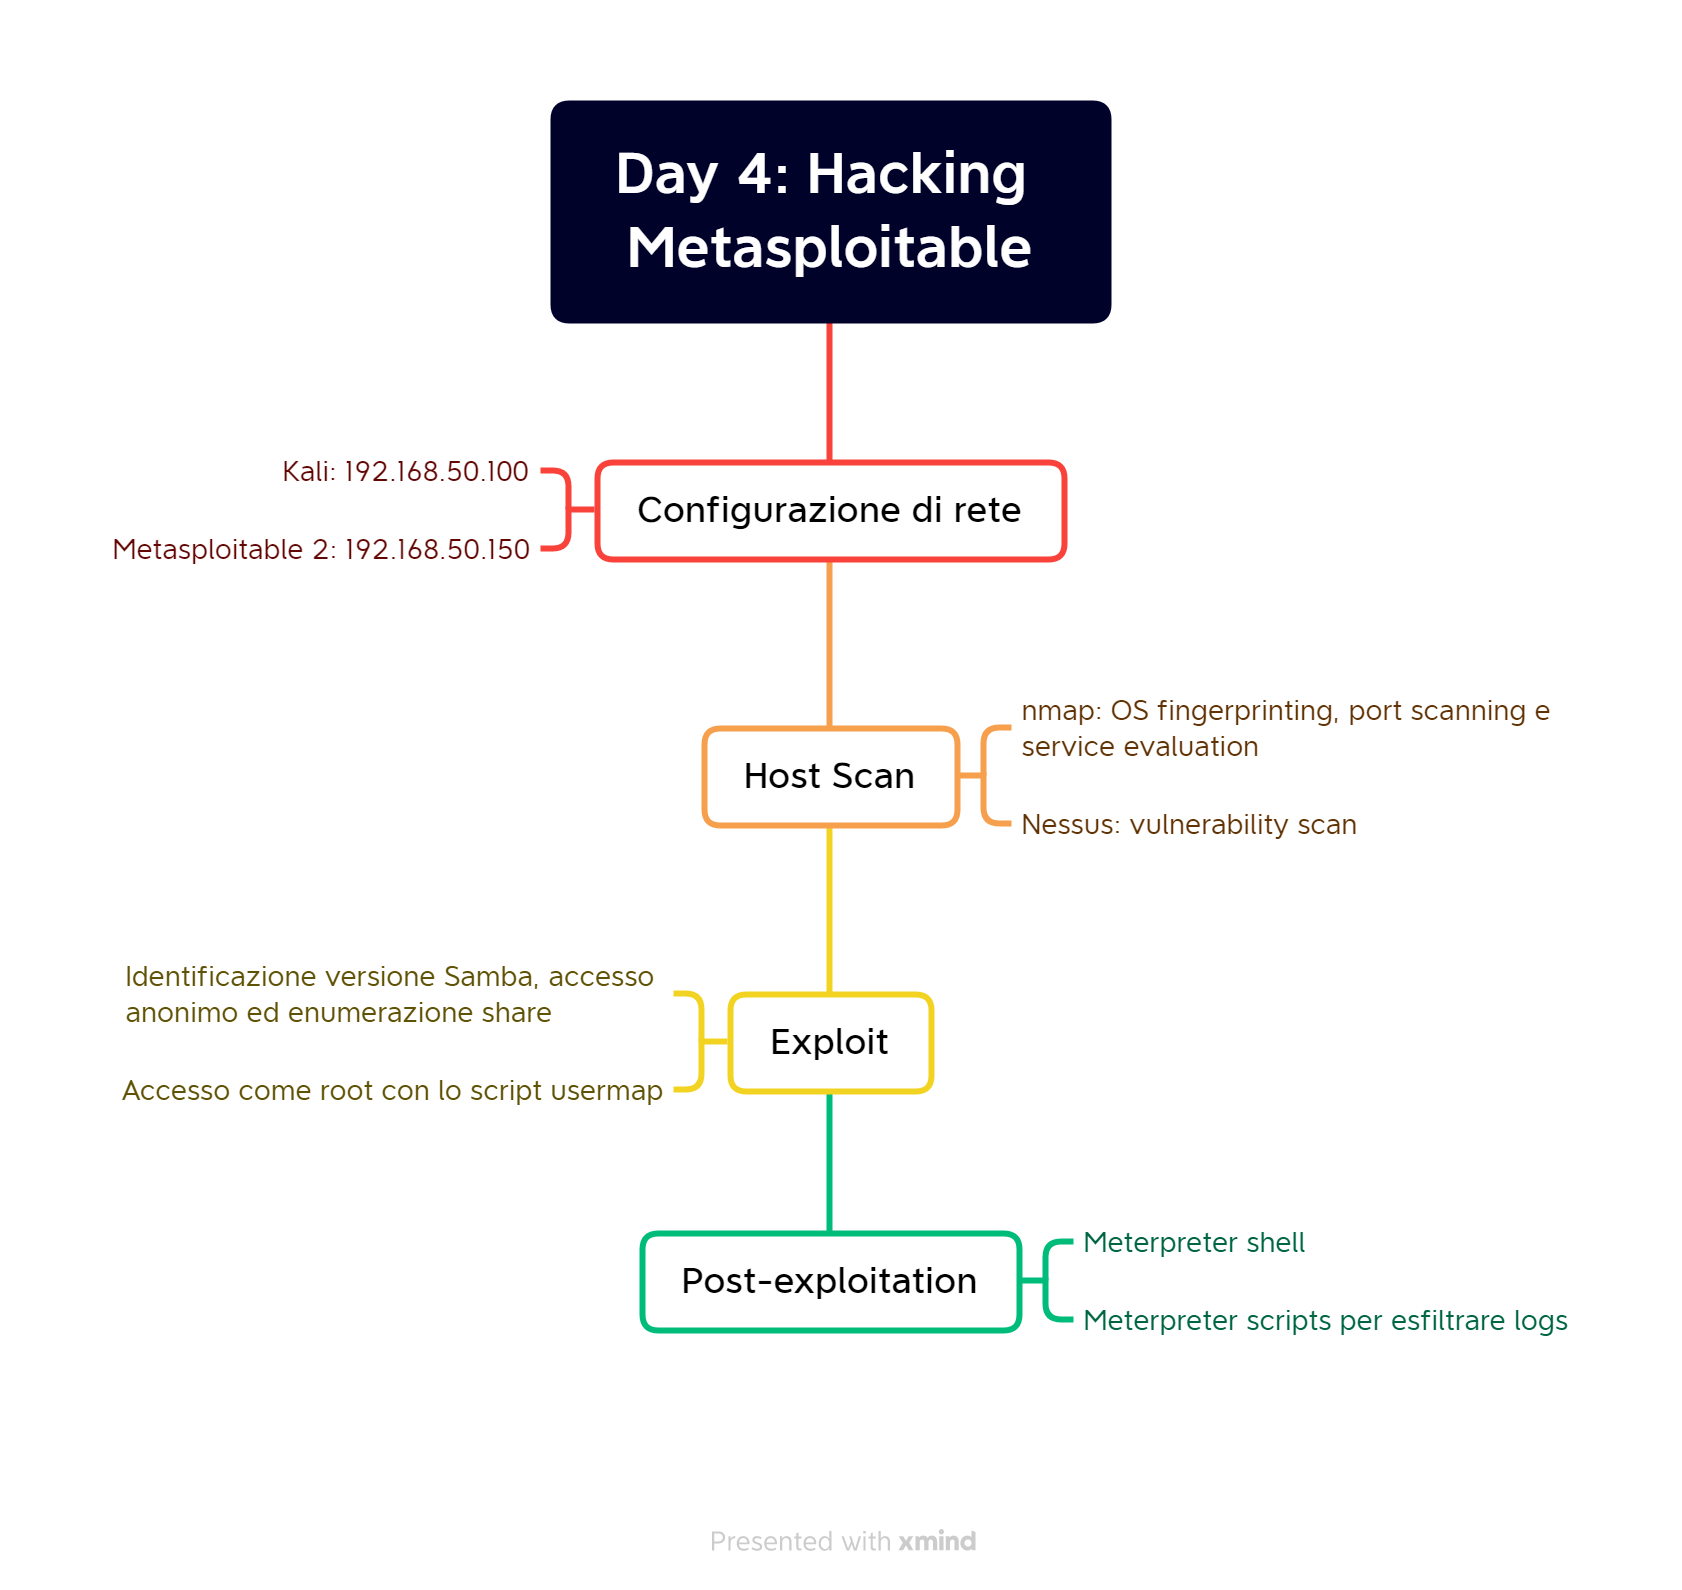 Day 4: Hacking
Metasploitable
Kali: 192.168.50.100
Metasploitable 2: 192.168.50.150
Configurazione di rete
Host Scan
nmap: OS fingerprinting, port scanning e
service evaluation
Nessus: vulnerability scan
Identificazione versione Samba, accesso
anonimo ed enumerazione share
Accesso come root con lo script usermap
Exploit
Post-exploitation
Meterpreter shell
Meterpreter scripts per esfiltrare logs
Presented with xmind